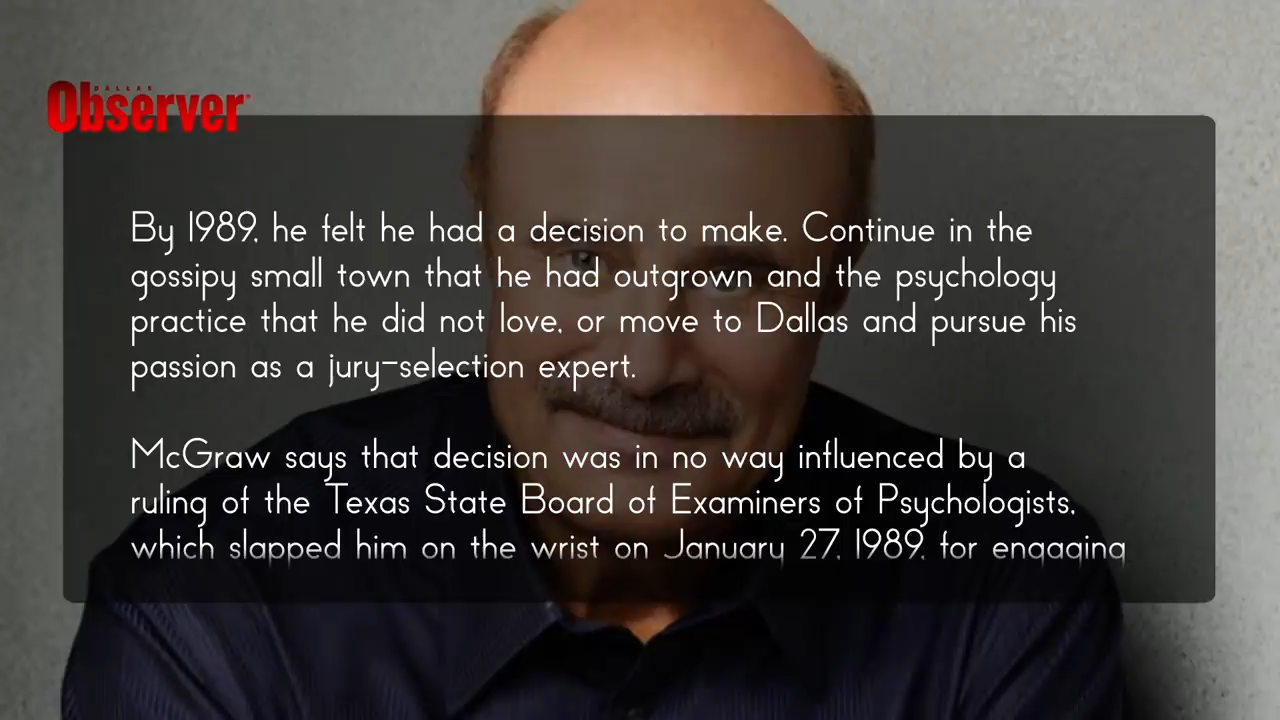 DALLAS
Observer
By 1989, he felt he had a decision to make. Continue in the
gossipy small town that he had outgrown and the psychology
practice that he did not love, or move to Dallas and pursue his
passion as a jury-selection expert.
McGraw says that decision was in no way influenced by a
ruling of the Texas State Board of Examiners of Psychologists,
which slapped him on the wrist on January 27, 1989, for engaging